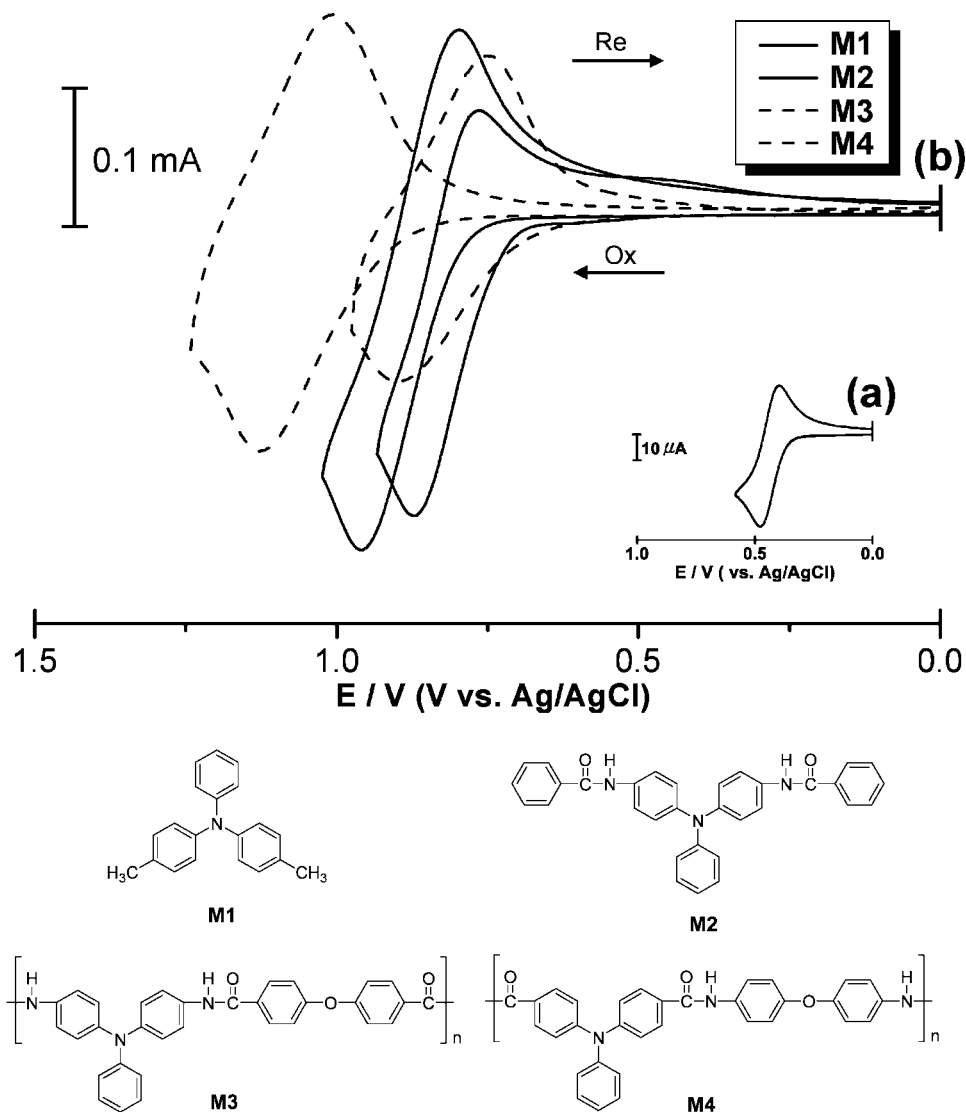 Re
M1
M2
M3
M4
0.1 mA
(b)
Ox
(a)
10 μA
1.0 0.5 0.0
E / V ( vs. Ag/AgCl)
1.5 1.0 0.5 0.0
E / V (V vs. Ag/AgCl)
H3C N CH3
M1
O H H O
C N N C
N
M2
H H O O
N N C O C
N n
M3
O O H H
C C N O N
N n
M4